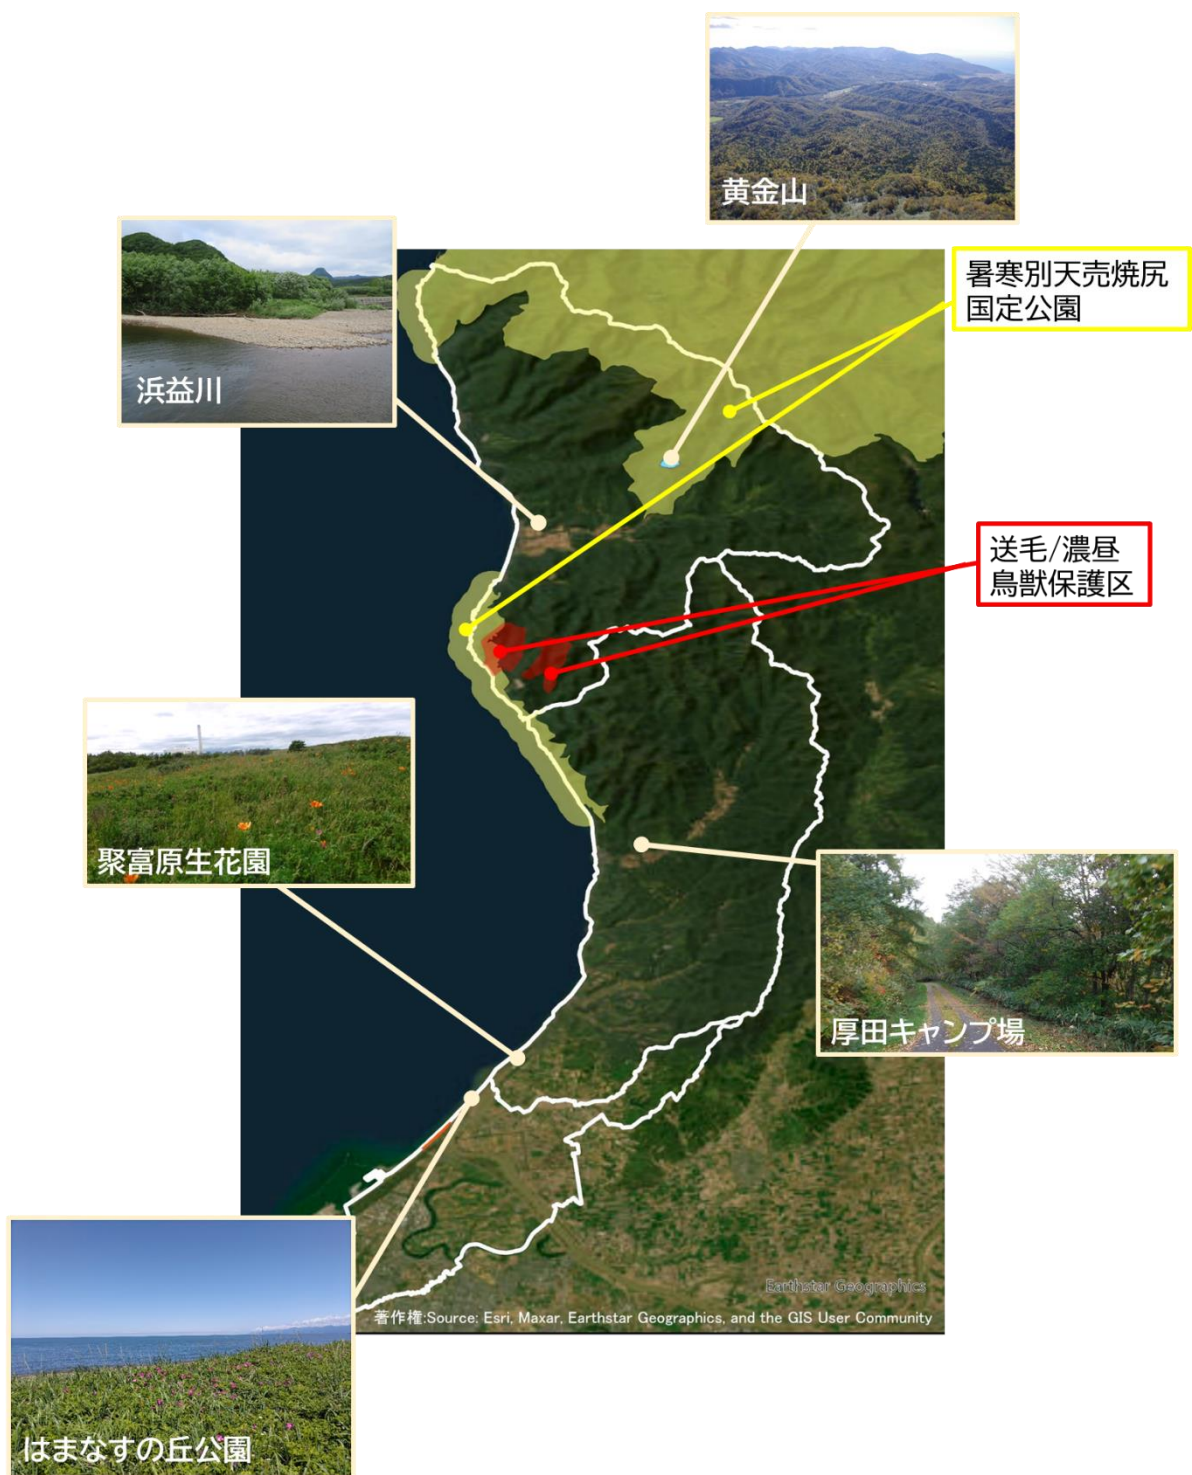 黄金山
浜益川
暑寒別天売焼尻
国定公園
送毛/濃昼
鳥獣保護区
聚富原生花園
厚田キャンプ場
はまなすの丘公園
Earthstar Geographics
著作権:Source: Esri, Maxar, Earthstar Geographics, and the GIS User Community